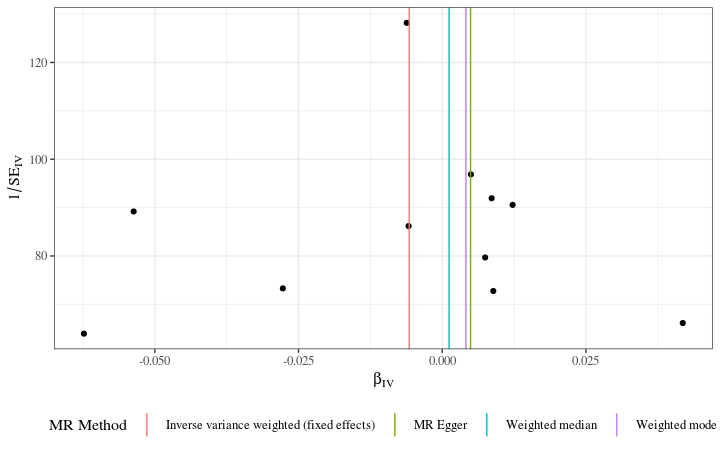 120
100
80
1/SE_IV
-0.050
-0.025
0.000
0.025
β_IV
MR Method
Inverse variance weighted (fixed effects)
MR Egger
Weighted median
Weighted mode